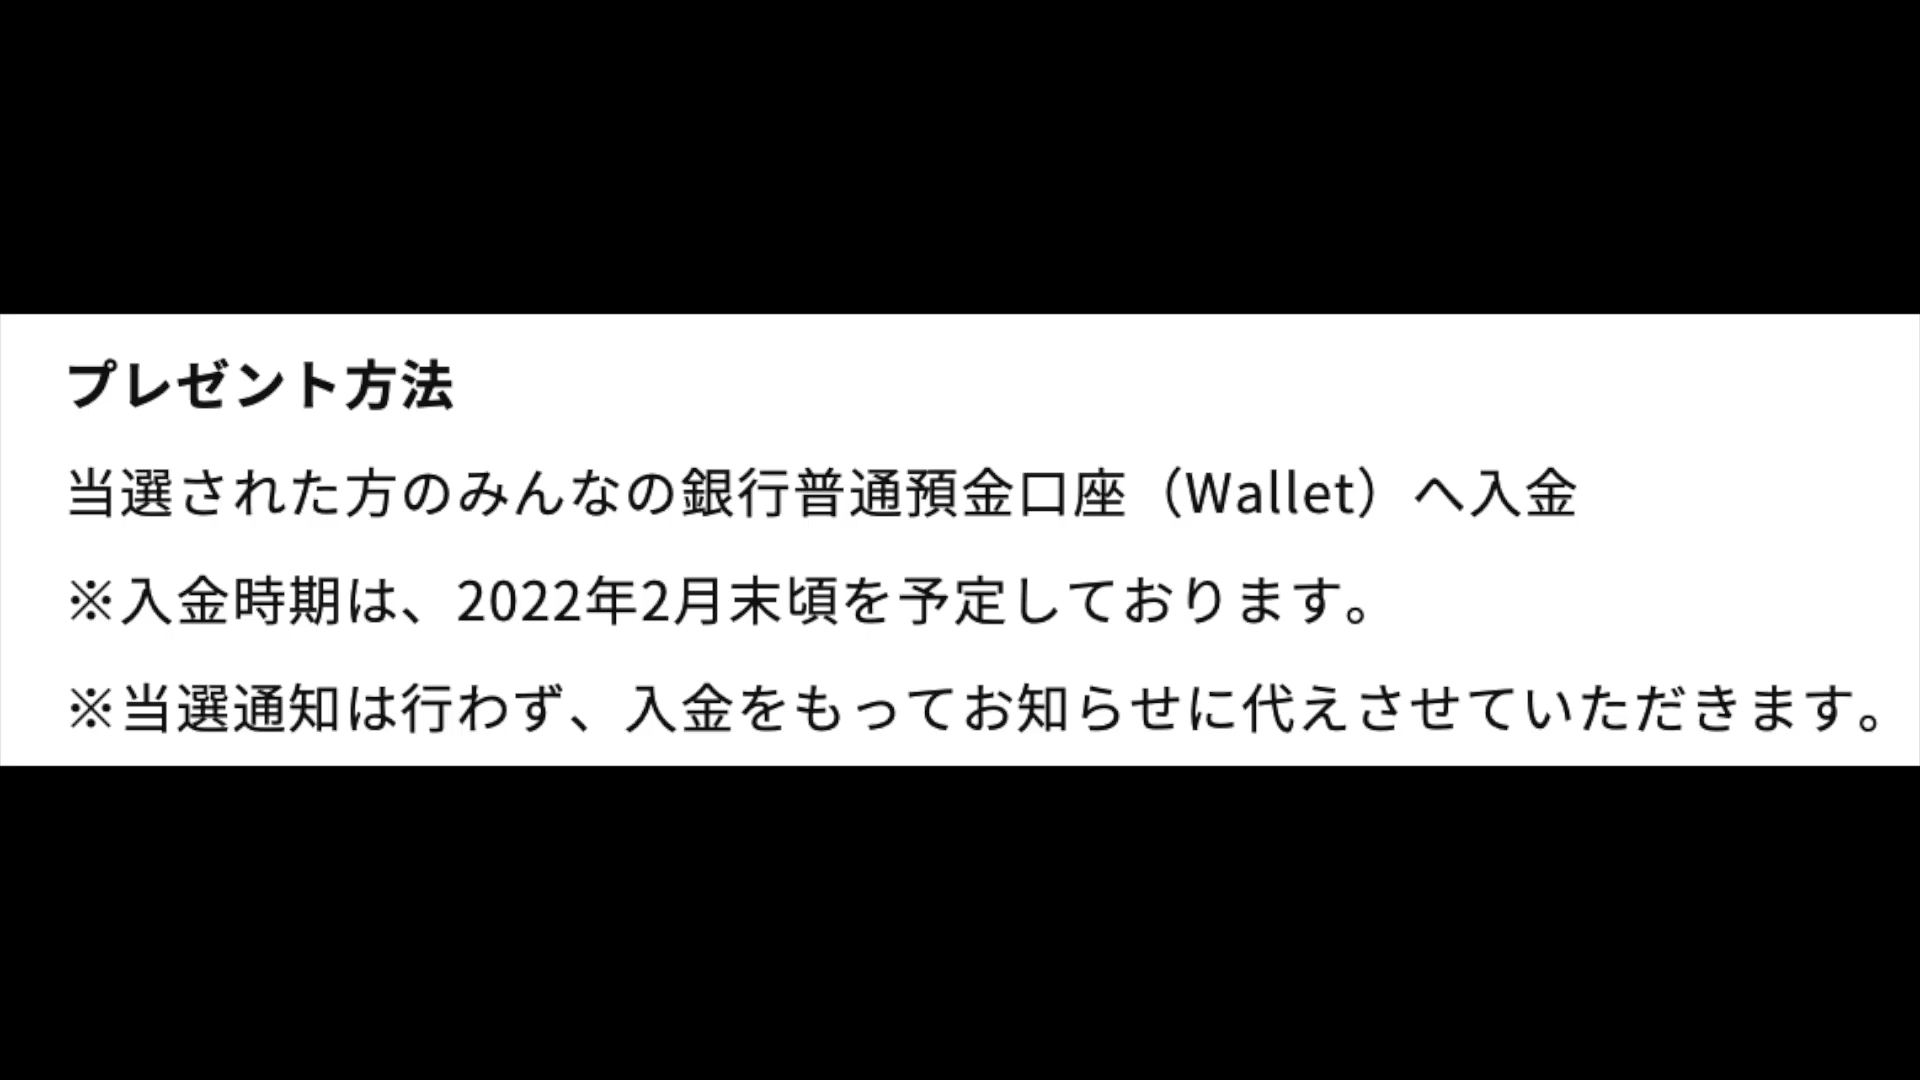 プレゼント方法
当選された方のみんなの銀行普通預金口座（Wallet）へ入金
※入金時期は、2022年2月末頃を予定しております。
※当選通知は行わず、入金をもってお知らせに代えさせていただきます。